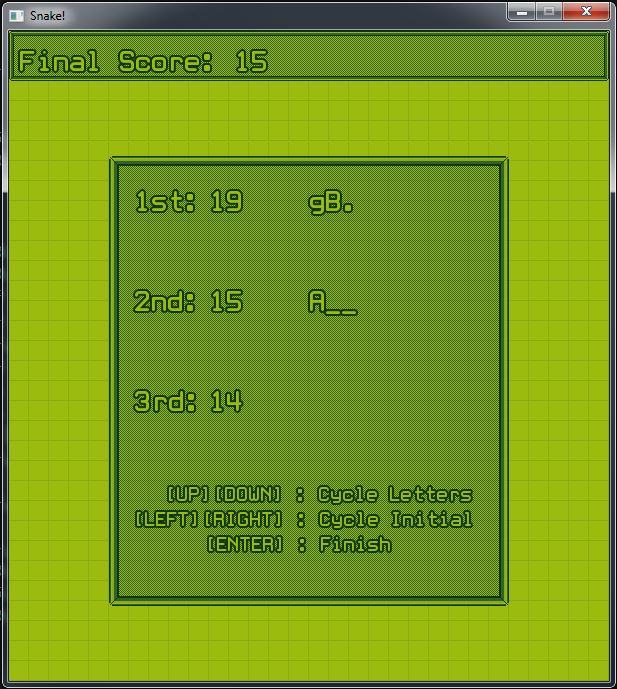 Snake!
Final Score: 15
1st: 19 gB.
2nd: 15 A__
3rd: 14
[UP][DOWN] : Cycle Letters
[LEFT][RIGHT] : Cycle Initial
[ENTER] : Finish